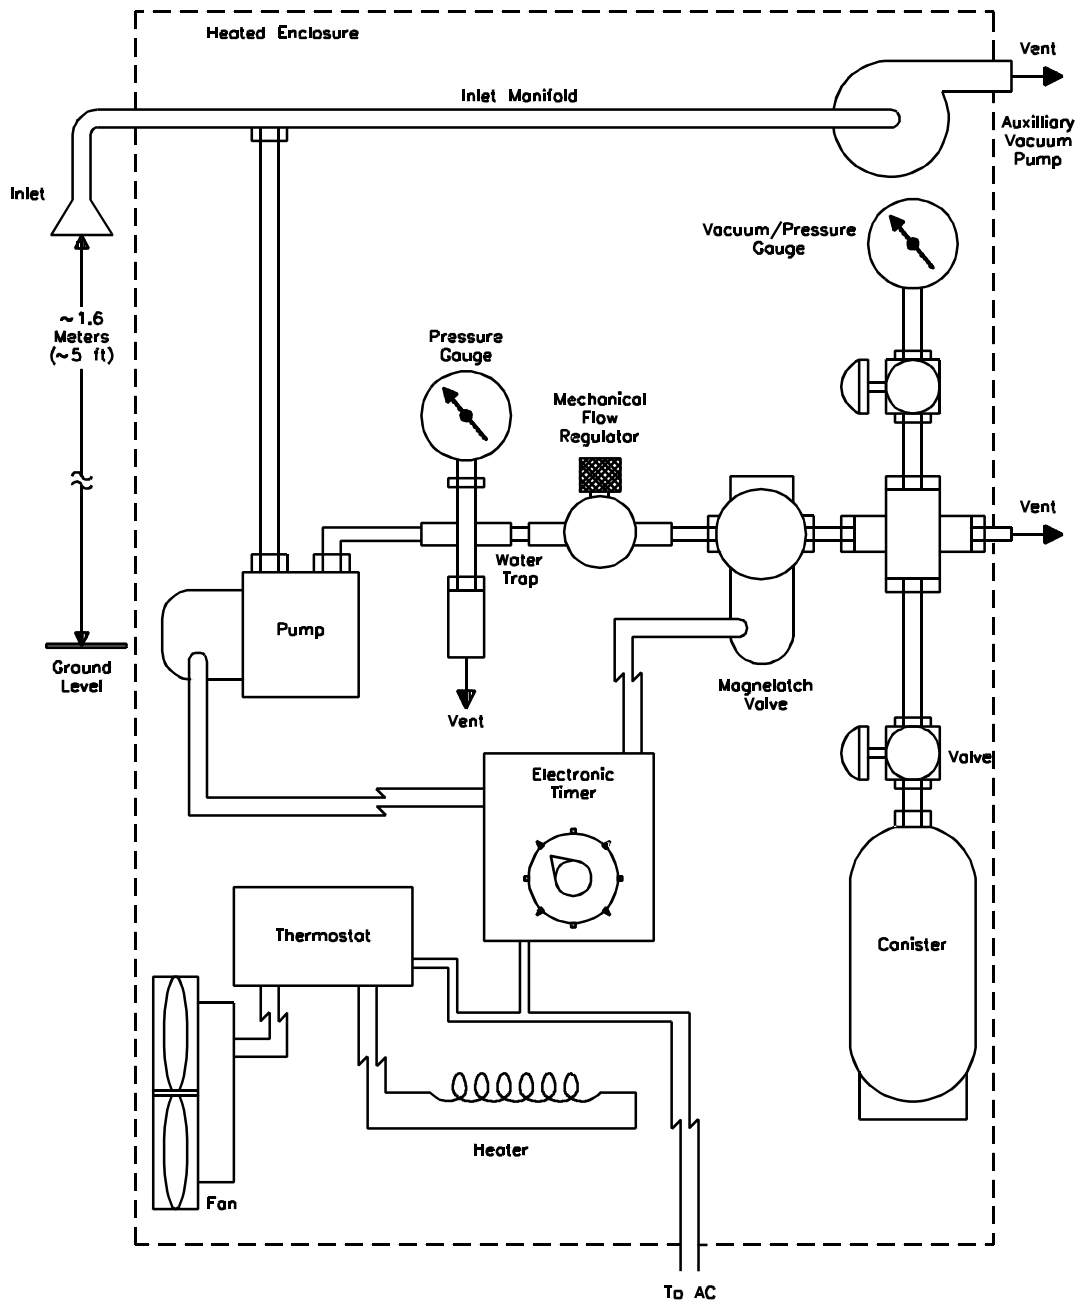 Heated Enclosure
Vent
Inlet Manifold
Auxilliary
Vacuum
Pump
Inlet
Vacuum/Pressure
Gauge
~1.6
Meters
(~5 ft)
Pressure
Gauge
Mechanical
Flow
Regulator
Vent
Water
Trap
Pump
Ground
Level
Magnelatch
Valve
Vent
Valve
Electronic
Timer
Thermostat
Canister
Heater
Fan
To AC